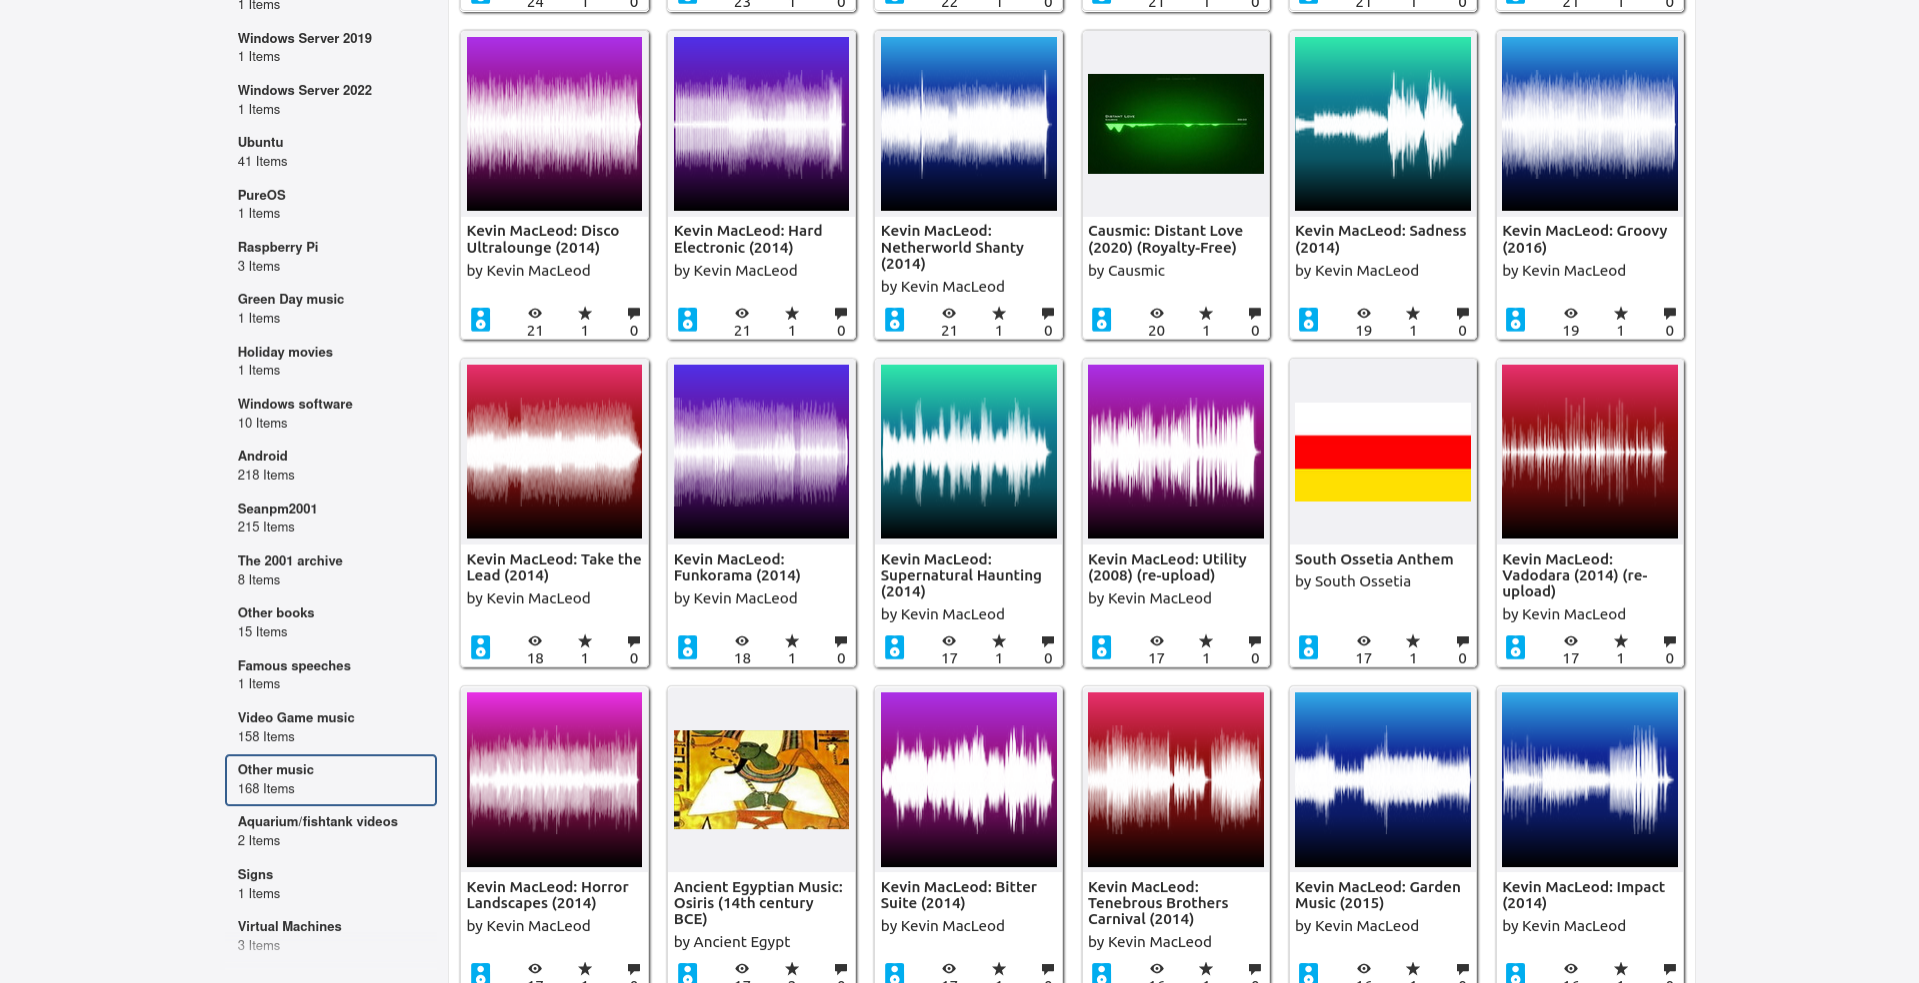 1 Items
Windows Server 2019
1 Items
Windows Server 2022
1 Items
Ubuntu
41 Items
PureOS
1 Items
Raspberry Pi
3 Items
Green Day music
1 Items
Holiday movies
1 Items
Windows software
10 Items
Android
218 Items
Seanpm2001
215 Items
The 2001 archive
8 Items
Other books
15 Items
Famous speeches
1 Items
Video Game music
158 Items
Other music
168 Items
Aquarium/fishtank videos
2 Items
Signs
1 Items
Virtual Machines
3 Items
24 1 0
23 1 0
22 1 0
21 1 0
21 1 0
21 1 0
Kevin MacLeod: Disco
Ultralounge (2014)
by Kevin MacLeod
21 1 0
Kevin MacLeod: Hard
Electronic (2014)
by Kevin MacLeod
21 1 0
Kevin MacLeod:
Netherworld Shanty
(2014)
by Kevin MacLeod
21 1 0
DISTANT LOVE
Causmic: Distant Love
(2020) (Royalty-Free)
by Causmic
20 1 0
Kevin MacLeod: Sadness
(2014)
by Kevin MacLeod
19 1 0
Kevin MacLeod: Groovy
(2016)
by Kevin MacLeod
19 1 0
Kevin MacLeod: Take the
Lead (2014)
by Kevin MacLeod
18 1 0
Kevin MacLeod:
Funkorama (2014)
by Kevin MacLeod
18 1 0
Kevin MacLeod:
Supernatural Haunting
(2014)
by Kevin MacLeod
17 1 0
Kevin MacLeod: Utility
(2008) (re-upload)
by Kevin MacLeod
17 1 0
South Ossetia Anthem
by South Ossetia
17 1 0
Kevin MacLeod:
Vadodara (2014) (re-
upload)
by Kevin MacLeod
17 1 0
Kevin MacLeod: Horror
Landscapes (2014)
by Kevin MacLeod
Ancient Egyptian Music:
Osiris (14th century
BCE)
by Ancient Egypt
Kevin MacLeod: Bitter
Suite (2014)
by Kevin MacLeod
Kevin MacLeod:
Tenebrous Brothers
Carnival (2014)
by Kevin MacLeod
Kevin MacLeod: Garden
Music (2015)
by Kevin MacLeod
Kevin MacLeod: Impact
(2014)
by Kevin MacLeod